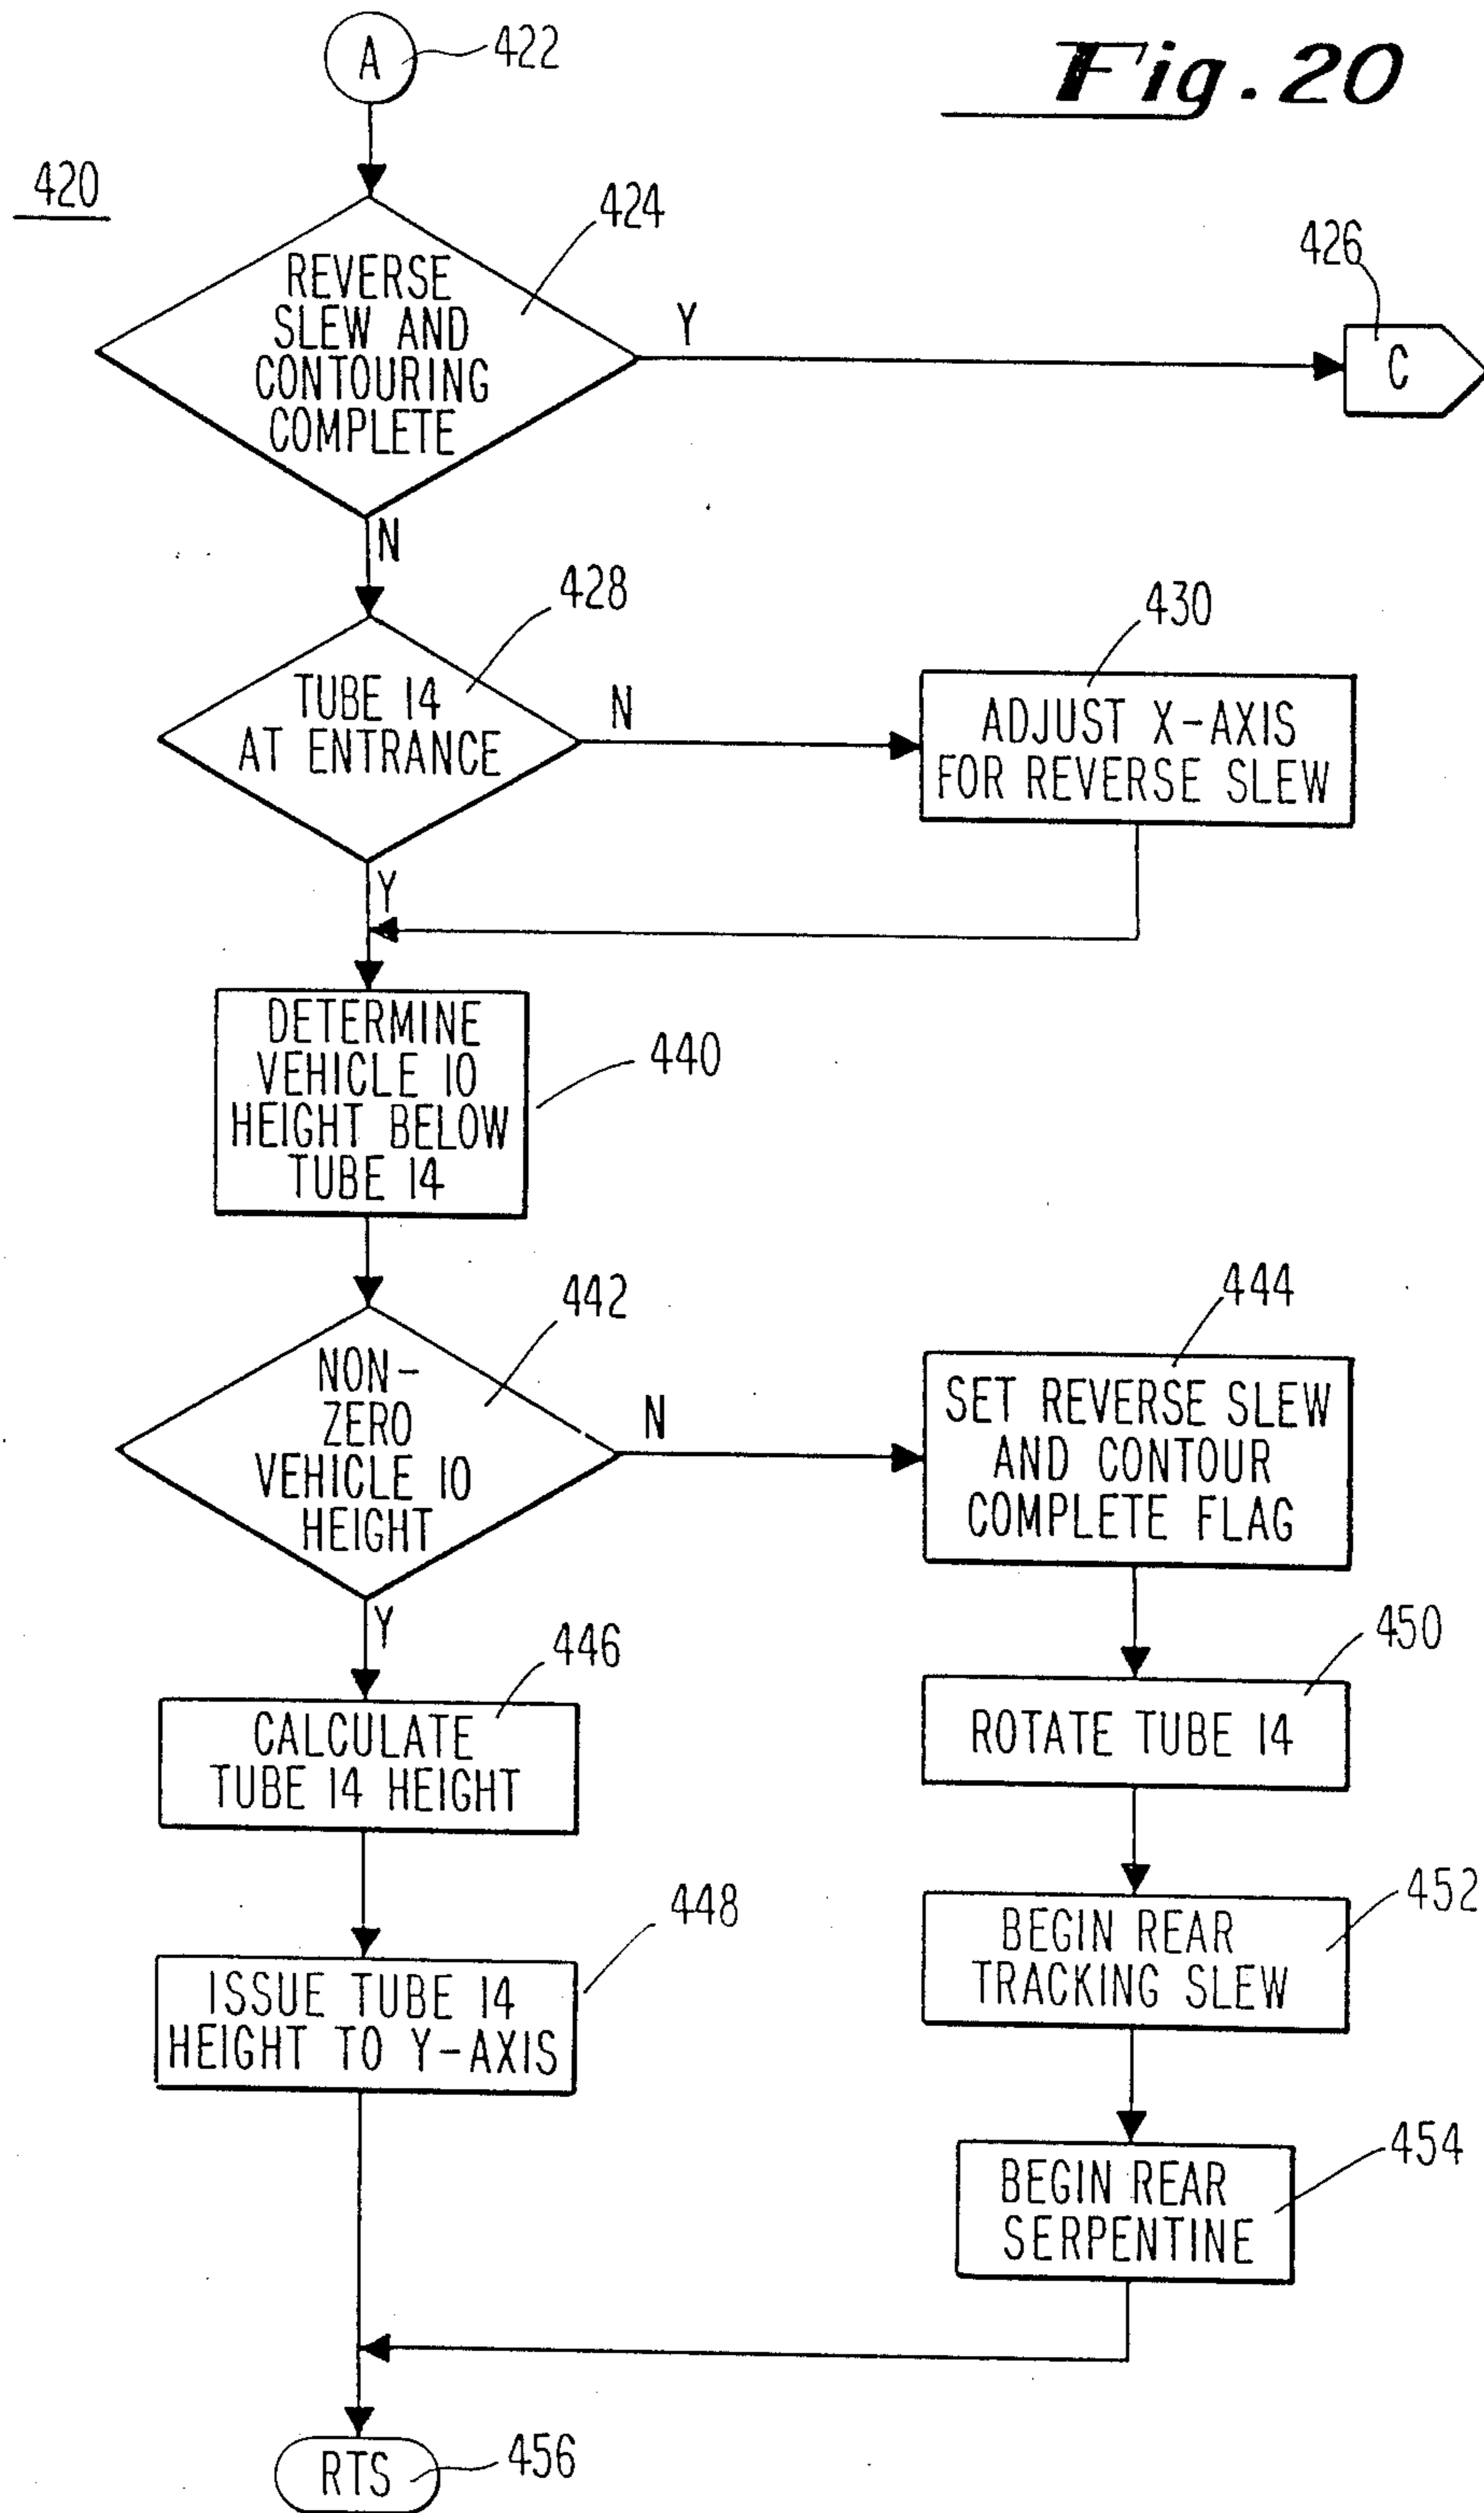 A
422
Fig. 20
420
424
REVERSE
SLEW AND
CONTOURING
COMPLETE
Y
426
C
N
428
TUBE 14
AT ENTRANCE
N
430
ADJUST X-AXIS
FOR REVERSE SLEW
Y
DETERMINE
VEHICLE 10
HEIGHT BELOW
TUBE 14
440
442
NON-
ZERO
VEHICLE 10
HEIGHT
N
444
SET REVERSE SLEW
AND CONTOUR
COMPLETE FLAG
Y
446
CALCULATE
TUBE 14 HEIGHT
450
ROTATE TUBE 14
448
ISSUE TUBE 14
HEIGHT TO Y-AXIS
452
BEGIN REAR
TRACKING SLEW
454
BEGIN REAR
SERPENTINE
RTS
456